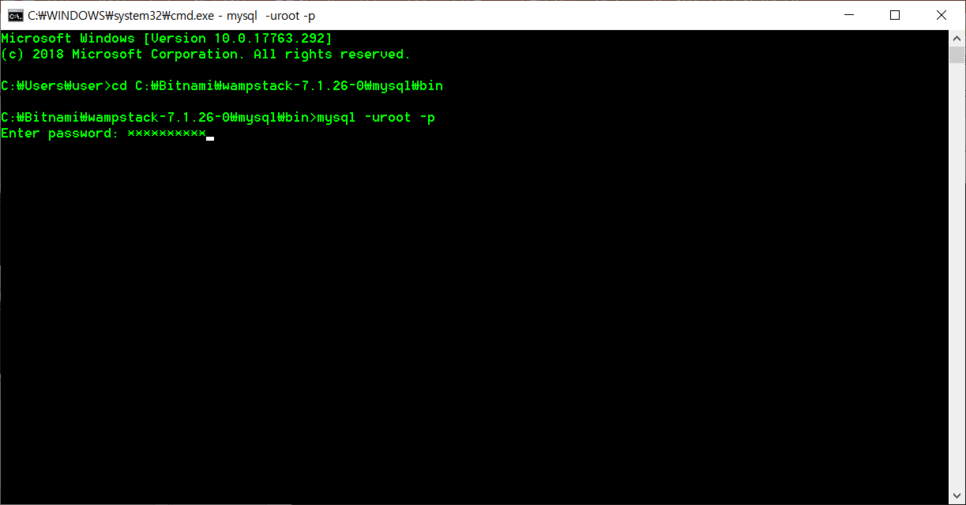 C:₩WINDOWS₩system32₩cmd.exe - mysql  -uroot -p
Microsoft Windows [Version 10.0.17763.292]
(c) 2018 Microsoft Corporation. All rights reserved.
C:₩Users₩user>cd C:₩Bitnami₩wampstack-7.1.26-0₩mysql₩bin
C:₩Bitnami₩wampstack-7.1.26-0₩mysql₩bin>mysql -uroot -p
Enter password: **********